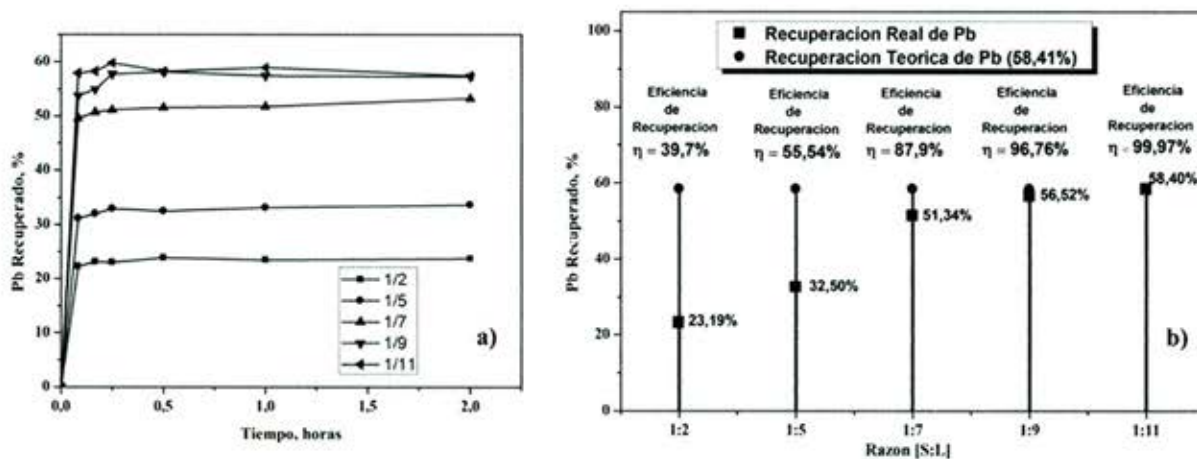 Pb Recuperado, %
65
60
50
40
30
20
10
0
0,0
0,5
1,0
1,5
2,0
Tiempo, horas
1/2
1/5
1/7
1/9
1/11
a)
Pb Recuperado, %
100
80
60
40
20
0
Recuperacion Real de Pb
Recuperacion Teorica de Pb (58,41%)
Eficiencia
de
Recuperacion
η = 39,7%
Eficiencia
de
Recuperacion
η = 55,54%
Eficiencia
de
Recuperacion
η = 87,9%
Eficiencia
de
Recuperacion
η = 96,76%
Eficiencia
de
Recuperacion
η = 99,97%
23,19%
32,50%
51,34%
56,52%
58,40%
b)
1:2
1:5
1:7
1:9
1:11
Razon [S:L]